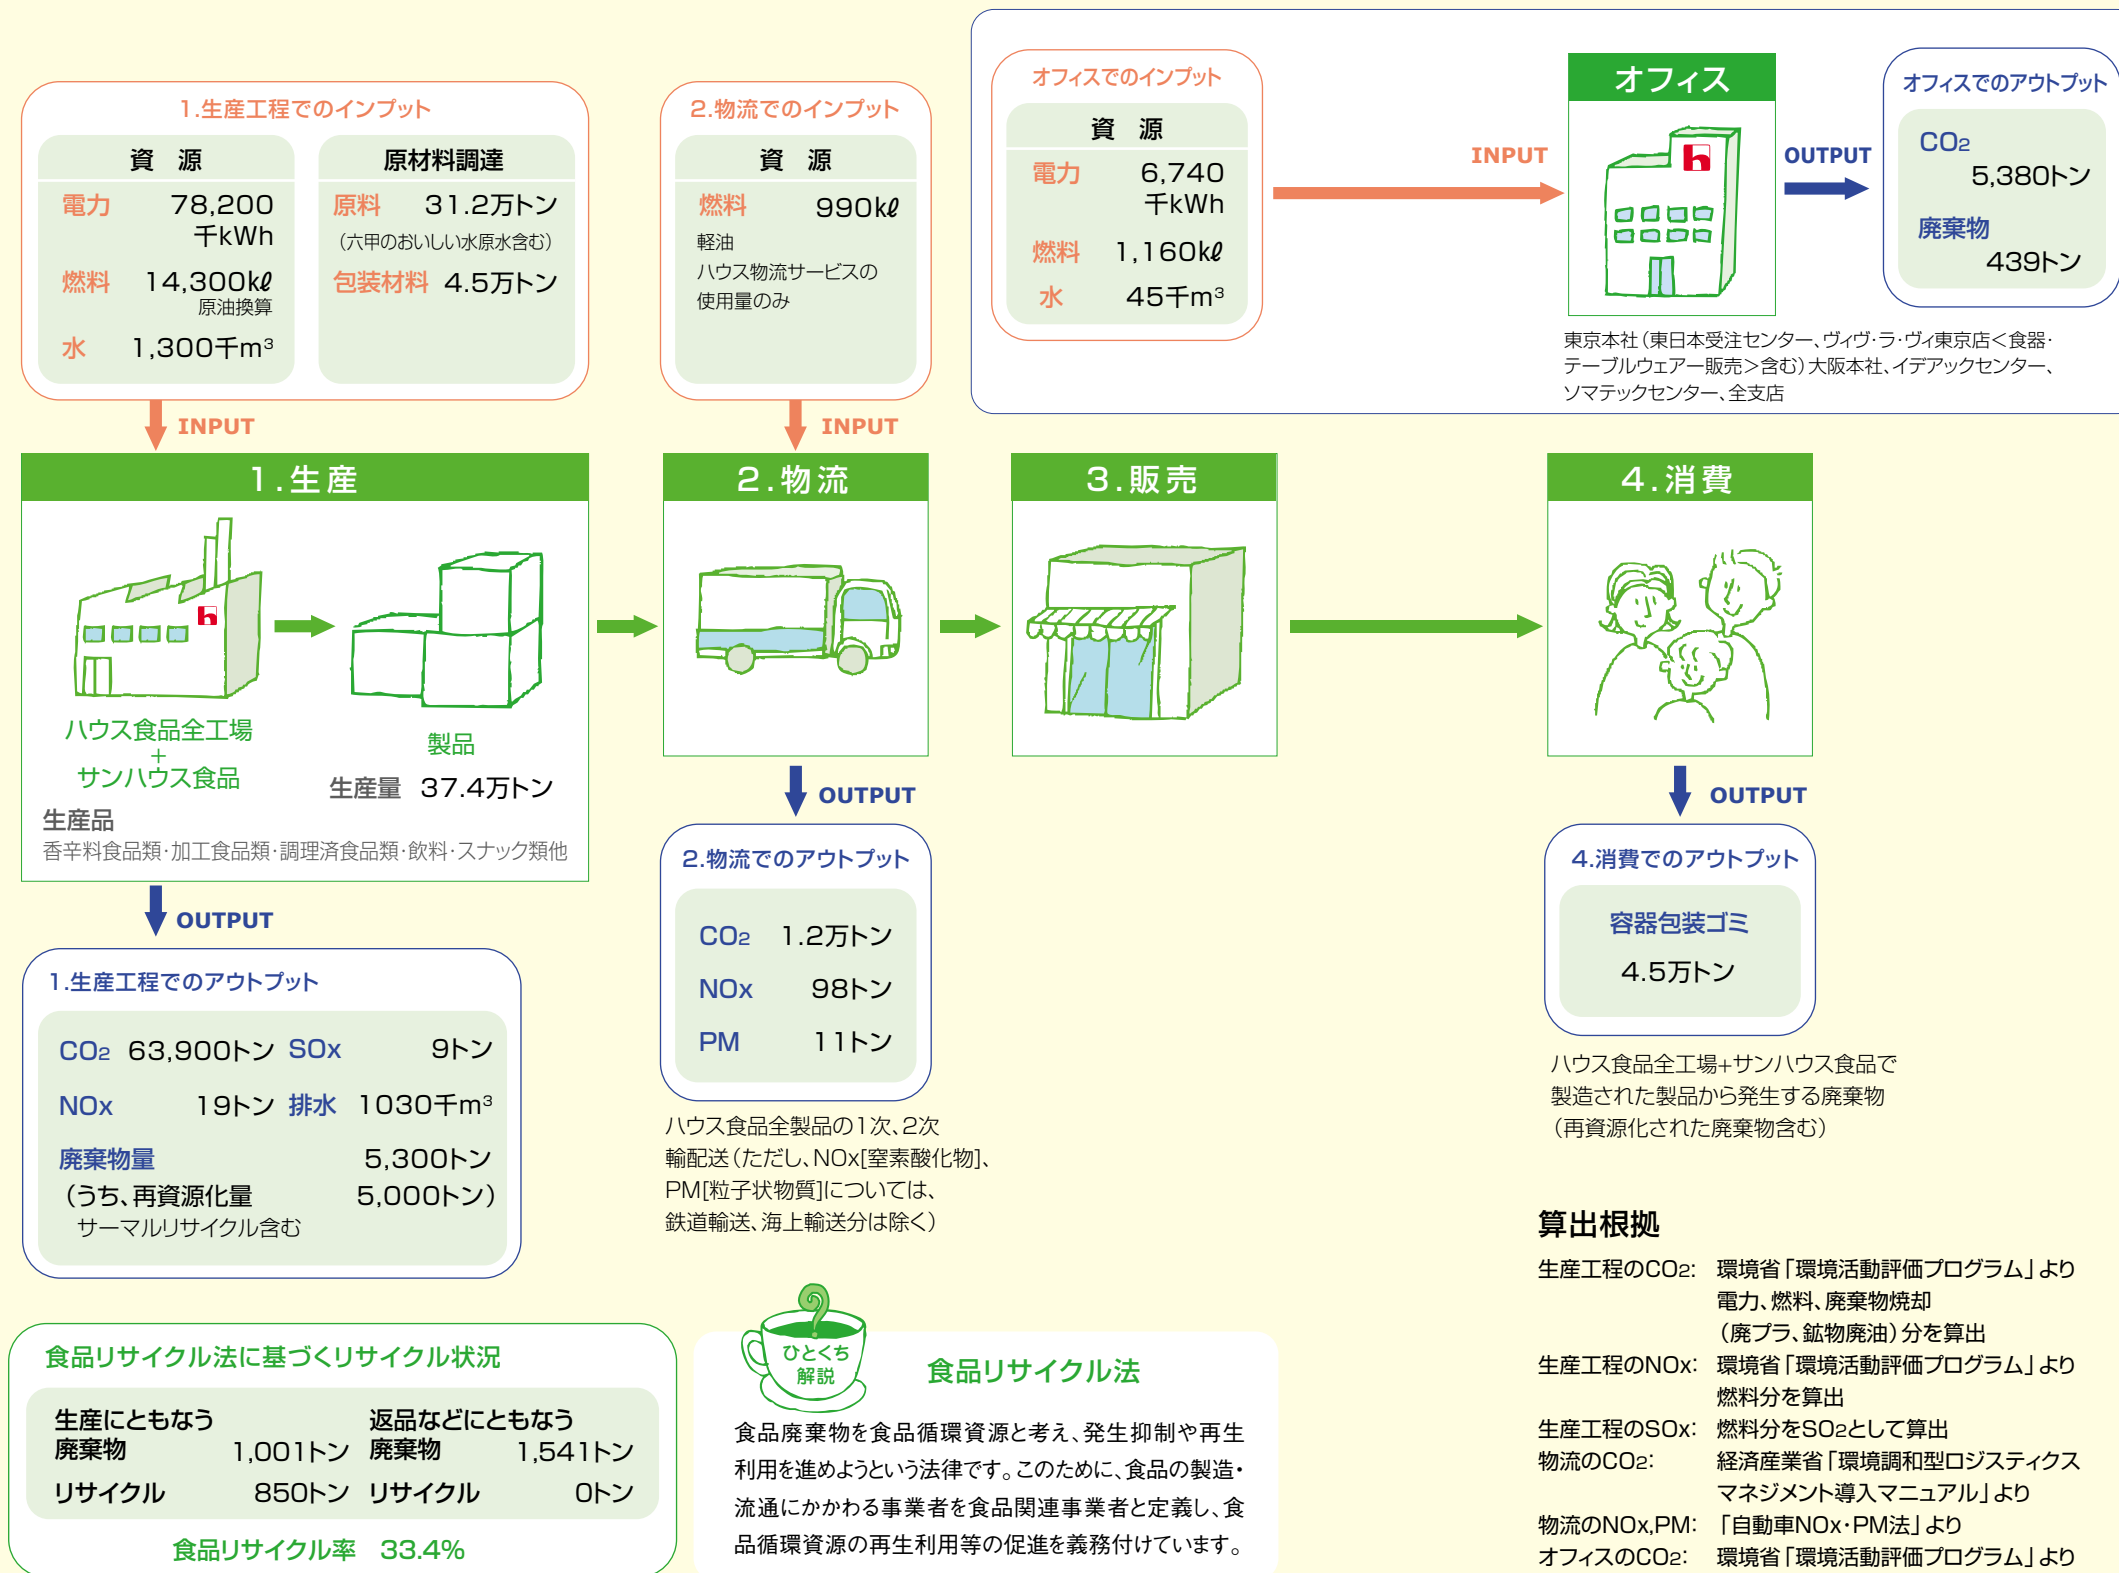 1.生産工程でのインプット
資 源
電力 78,200
千kWh
燃料 14,300kℓ
原油換算
水 1,300千m³
原材料調達
原料 31.2万トン
（六甲のおいしい水原水含む）
包装材料 4.5万トン
INPUT
2.物流でのインプット
資 源
燃料 990kℓ
軽油
ハウス物流サービスの
使用量のみ
INPUT
オフィスでのインプット
資 源
電力 6,740
千kWh
燃料 1,160kℓ
水 45千m³
INPUT
オフィス
OUTPUT
オフィスでのアウトプット
CO₂
5,380トン
廃棄物
439トン
東京本社（東日本受注センター、ヴィヴ・ラ・ヴィ東京店＜食器・
テーブルウェアー販売＞含む）大阪本社、イデアックセンター、
ソマテックセンター、全支店
1.生産
ハウス食品全工場
+
サンハウス食品
製品
生産量 37.4万トン
生産品
香辛料食品類・加工食品類・調理済食品類・飲料・スナック類他
OUTPUT
2.物流
3.販売
4.消費
1.生産工程でのアウトプット
CO₂ 63,900トン SOx 9トン
NOx 19トン 排水 1030千m³
廃棄物量 5,300トン
（うち、再資源化量 5,000トン）
サーマルリサイクル含む
OUTPUT
2.物流でのアウトプット
CO₂ 1.2万トン
NOx 98トン
PM 11トン
ハウス食品全製品の1次、2次
輸配送（ただし、NOx[窒素酸化物]、
PM[粒子状物質]については、
鉄道輸送、海上輸送分は除く）
OUTPUT
4.消費でのアウトプット
容器包装ゴミ
4.5万トン
ハウス食品全工場+サンハウス食品で
製造された製品から発生する廃棄物
（再資源化された廃棄物含む）
食品リサイクル法に基づくリサイクル状況
生産にともなう
廃棄物 1,001トン
リサイクル 850トン
返品などにともなう
廃棄物 1,541トン
リサイクル 0トン
食品リサイクル率 33.4%
?
ひとくち
解説
食品リサイクル法
食品廃棄物を食品循環資源と考え、発生抑制や再生
利用を進めようという法律です。このために、食品の製造・
流通にかかわる事業者を食品関連事業者と定義し、食
品循環資源の再生利用等の促進を義務付けています。
算出根拠
生産工程のCO₂: 環境省「環境活動評価プログラム」より
電力、燃料、廃棄物焼却
（廃プラ、鉱物廃油）分を算出
生産工程のNOx: 環境省「環境活動評価プログラム」より
燃料分を算出
生産工程のSOx: 燃料分をSO₂として算出
物流のCO₂: 経済産業省「環境調和型ロジスティクス
マネジメント導入マニュアル」より
物流のNOx,PM: 「自動車NOx・PM法」より
オフィスのCO₂: 環境省「環境活動評価プログラム」より